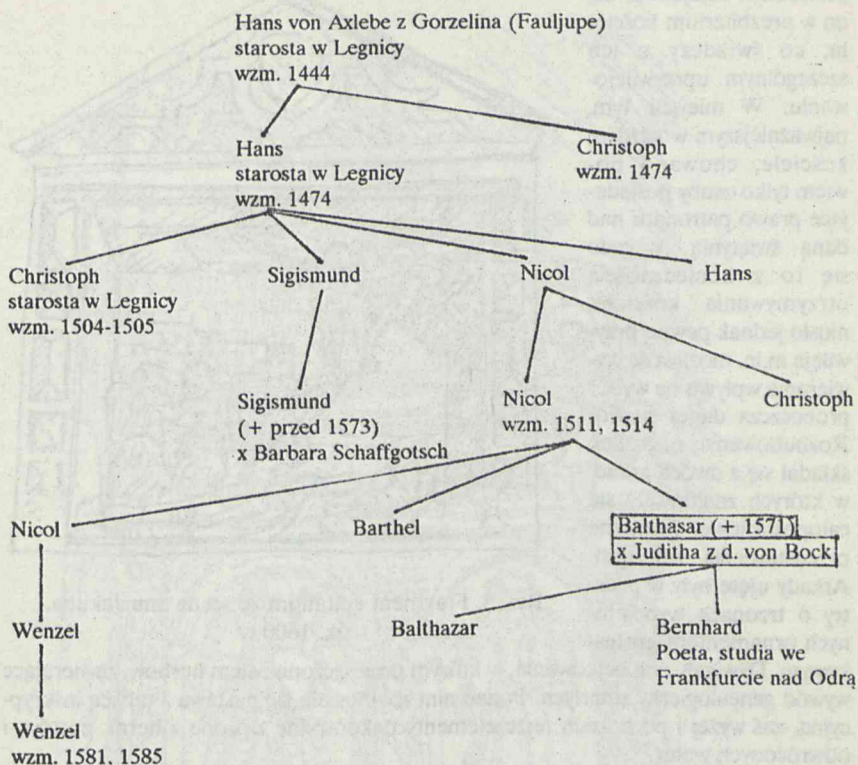 Hans von Axlebe z Gorzelina (Fauljupe)
starosta w Legnicy
wzm. 1444
Hans
starosta w Legnicy
wzm. 1474
Christoph
wzm. 1474
Christoph
starosta w Legnicy
wzm. 1504-1505
Sigismund
Nicol
Hans
Sigismund
(+ przed 1573)
x Barbara Schaffgotsch
Nicol
wzm. 1511, 1514
Christoph
Nicol
Barthel
Balthasar (+ 1571)
x Juditha z d. von Bock
Wenzel
Balthazar
Bernhard
Poeta, studia we
Frankfurcie nad Odrą
Wenzel
wzm. 1581, 1585